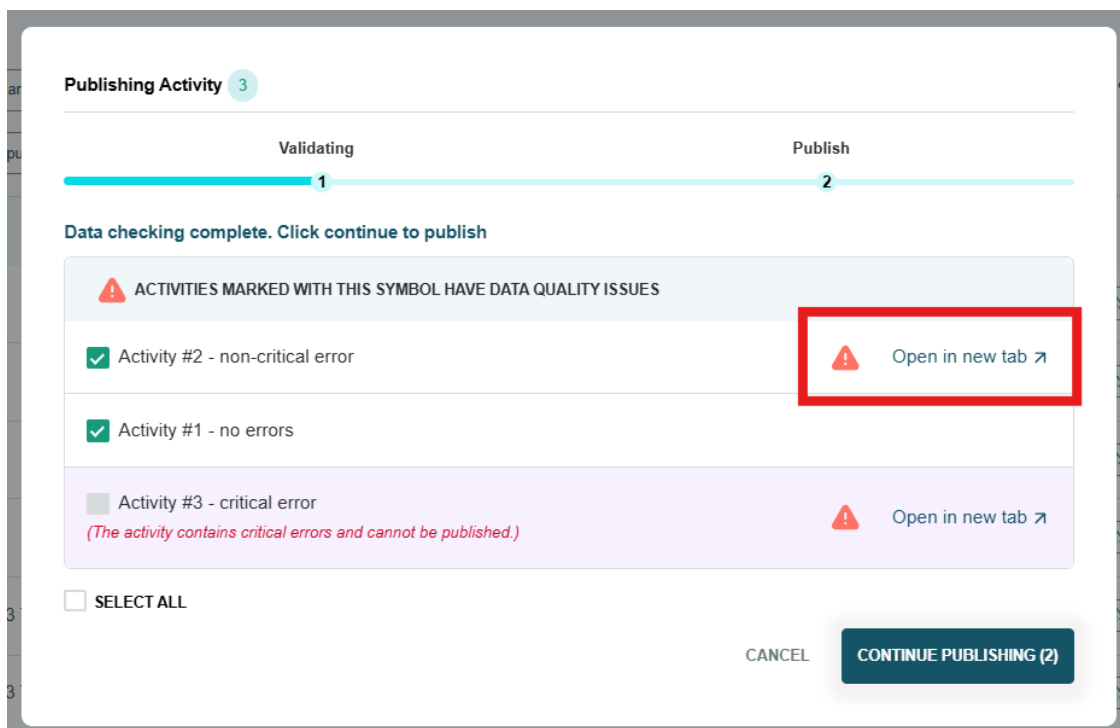 Publishing Activity 3
Validating
Publish
1
2
Data checking complete. Click continue to publish
ACTIVITIES MARKED WITH THIS SYMBOL HAVE DATA QUALITY ISSUES
Activity #2 - non-critical error
Open in new tab
Activity #1 - no errors
Activity #3 - critical error
(The activity contains critical errors and cannot be published.)
Open in new tab
SELECT ALL
CANCEL
CONTINUE PUBLISHING (2)